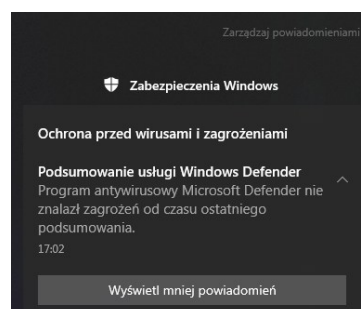 Zarządzaj powiadomieniami
Zabezpieczenia Windows
Ochrona przed wirusami i zagrożeniami
Podsumowanie usługi Windows Defender
Program antywirusowy Microsoft Defender nie
znalazł zagrożeń od czasu ostatniego
podsumowania.
17:02
Wyświetl mniej powiadomień